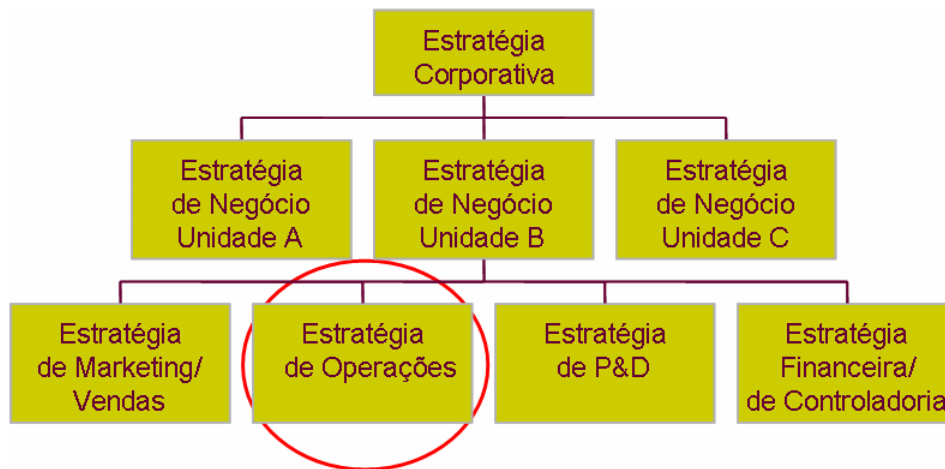 Estratégia
Corporativa
Estratégia
de Negócio
Unidade A
Estratégia
de Negócio
Unidade B
Estratégia
de Negócio
Unidade C
Estratégia
de Marketing/
Vendas
Estratégia
de Operações
Estratégia
de P&D
Estratégia
Financeira/
de Controladoria